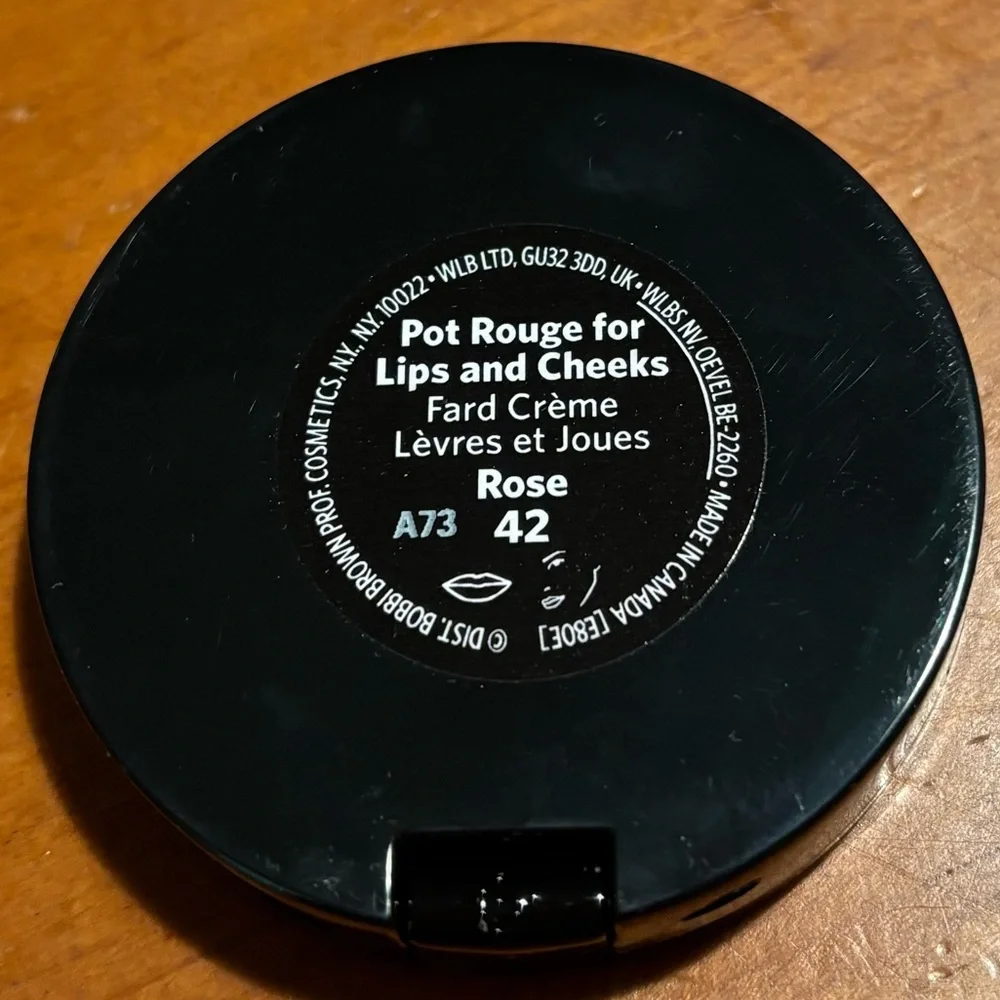 © DIST. BOBBI BROWN PROF. COSMETICS, N.Y., N.Y. 10022 • WLB LTD, GU32 3DD, UK • WLBS NV, OEVEL BE-2260 • MADE IN CANADA [E80E]
Pot Rouge for
Lips and Cheeks
Fard Crème
Lèvres et Joues
Rose
A73 42